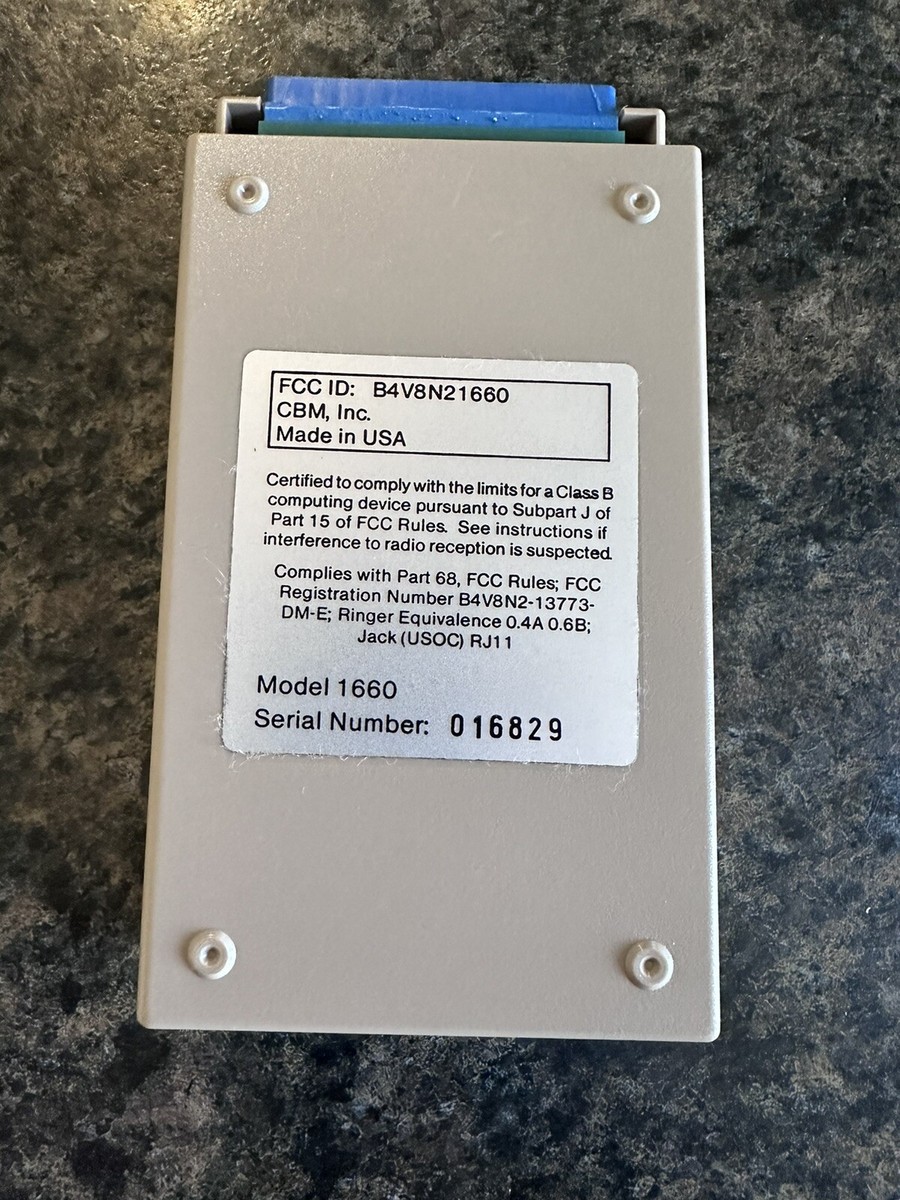 FCC ID: B4V8N21660
CBM, Inc.
Made in USA
Certified to comply with the limits for a Class B
computing device pursuant to Subpart J of
Part 15 of FCC Rules. See instructions if
interference to radio reception is suspected.
Complies with Part 68, FCC Rules; FCC
Registration Number B4V8N2-13773-
DM-E; Ringer Equivalence 0.4A 0.6B;
Jack (USOC) RJ11
Model 1660
Serial Number: 016829